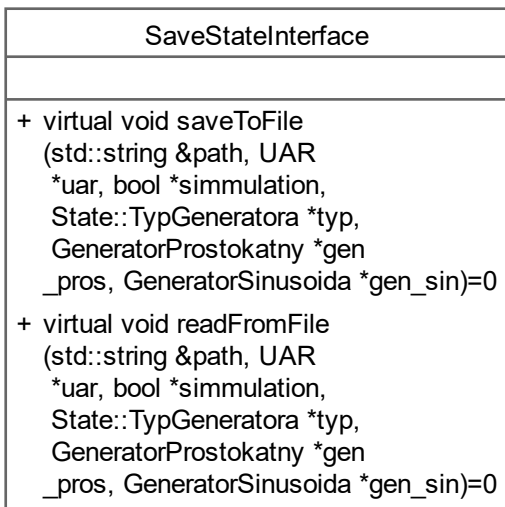 SaveStateInterface
+ virtual void saveToFile
(std::string &path, UAR
*uar, bool *simmulation,
State::TypGeneratora *typ,
GeneratorProstokatny *gen
_pros, GeneratorSinusoida *gen_sin)=0
+ virtual void readFromFile
(std::string &path, UAR
*uar, bool *simmulation,
State::TypGeneratora *typ,
GeneratorProstokatny *gen
_pros, GeneratorSinusoida *gen_sin)=0